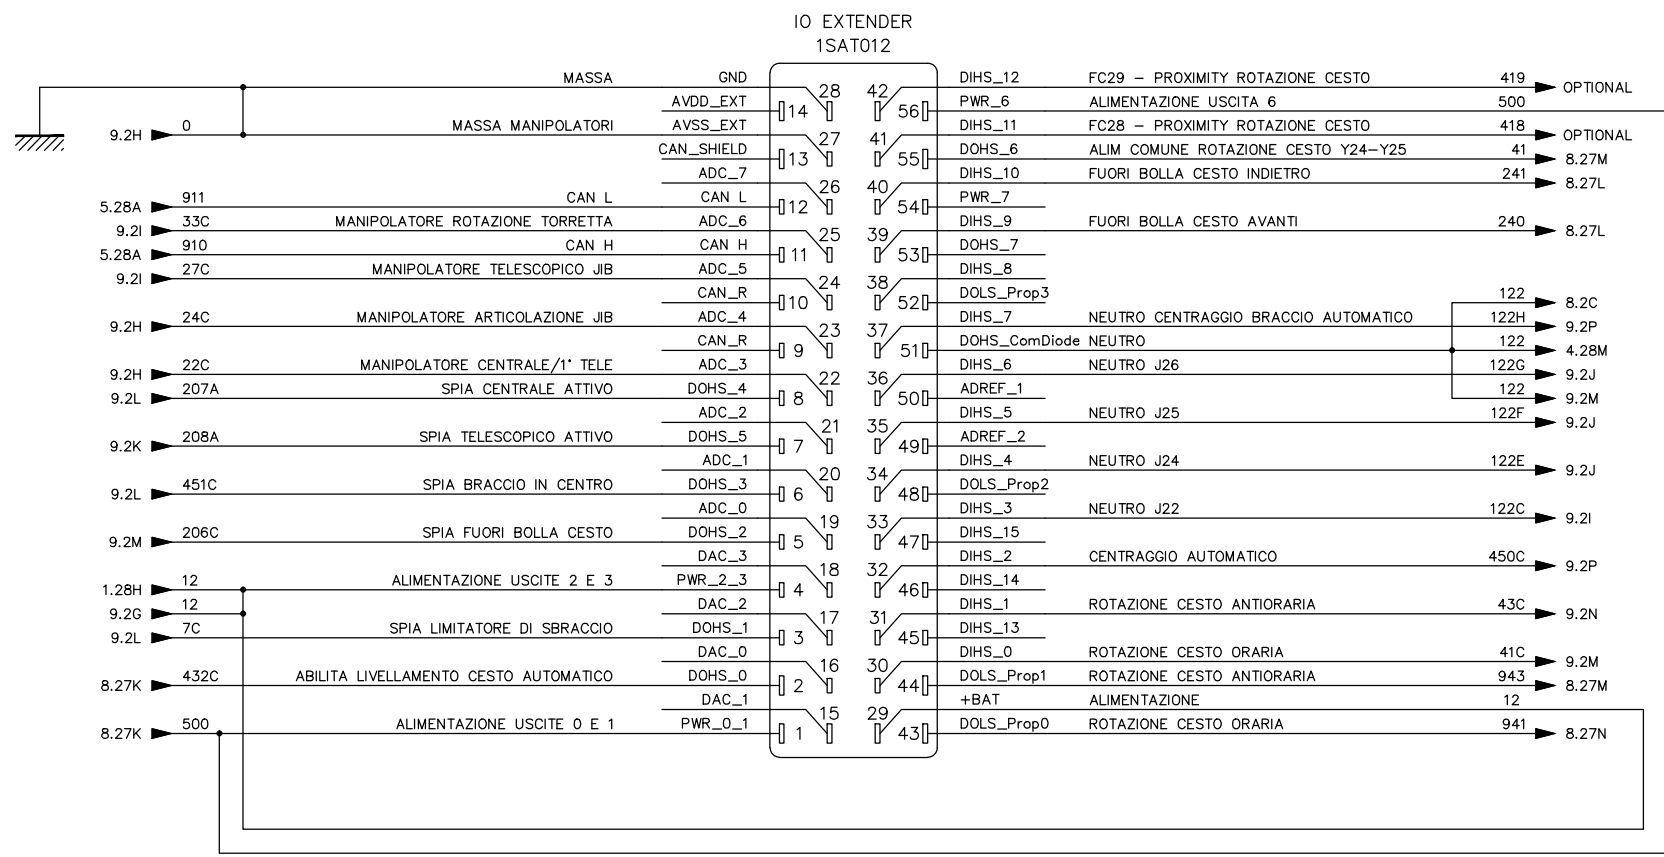 IO EXTENDER
1SAT012
MASSA GND 28 42 DIHS_12 FC29 - PROXIMITY ROTAZIONE CESTO 419 OPTIONAL
AVDD_EXT 14 56 PWR_6 ALIMENTAZIONE USCITA 6 500
9.2H 0 MASSA MANIPOLATORI AVSS_EXT 27 41 DIHS_11 FC28 - PROXIMITY ROTAZIONE CESTO 418 OPTIONAL
CAN_SHIELD 13 55 DOHS_6 ALIM COMUNE ROTAZIONE CESTO Y24-Y25 41 8.27M
ADC_7 26 40 DIHS_10 FUORI BOLLA CESTO INDIETRO 241 8.27L
5.28A 911 CAN L CAN L 12 54 PWR_7
9.2I 33C MANIPOLATORE ROTAZIONE TORRETTA ADC_6 25 39 DIHS_9 FUORI BOLLA CESTO AVANTI 240 8.27L
5.28A 910 CAN H CAN H 11 53 DOHS_7
9.2I 27C MANIPOLATORE TELESCOPICO JIB ADC_5 24 38 DIHS_8
CAN_R 10 52 DOLS_Prop3 122 8.2C
9.2H 24C MANIPOLATORE ARTICOLAZIONE JIB ADC_4 23 37 DIHS_7 NEUTRO CENTRAGGIO BRACCIO AUTOMATICO 122H 9.2P
CAN_R 9 51 DOHS_ComDiode NEUTRO 122 4.28M
9.2H 22C MANIPOLATORE CENTRALE/1° TELE ADC_3 22 36 DIHS_6 NEUTRO J26 122G 9.2J
9.2L 207A SPIA CENTRALE ATTIVO DOHS_4 8 50 ADREF_1 122 9.2M
ADC_2 21 35 DIHS_5 NEUTRO J25 122F 9.2J
9.2K 208A SPIA TELESCOPICO ATTIVO DOHS_5 7 49 ADREF_2
ADC_1 20 34 DIHS_4 NEUTRO J24 122E 9.2J
9.2L 451C SPIA BRACCIO IN CENTRO DOHS_3 6 48 DOLS_Prop2
ADC_0 19 33 DIHS_3 NEUTRO J22 122C 9.2I
9.2M 206C SPIA FUORI BOLLA CESTO DOHS_2 5 47 DIHS_15
DAC_3 18 32 DIHS_2 CENTRAGGIO AUTOMATICO 450C 9.2P
1.28H 12 ALIMENTAZIONE USCITE 2 E 3 PWR_2_3 4 46 DIHS_14
9.2G 12 DAC_2 17 31 DIHS_1 ROTAZIONE CESTO ANTIORARIA 43C 9.2N
9.2L 7C SPIA LIMITATORE DI SBRACCIO DOHS_1 3 45 DIHS_13
DAC_0 16 30 DIHS_0 ROTAZIONE CESTO ORARIA 41C 9.2M
8.27K 432C ABILITA LIVELLAMENTO CESTO AUTOMATICO DOHS_0 2 44 DOLS_Prop1 ROTAZIONE CESTO ANTIORARIA 943 8.27M
DAC_1 15 29 +BAT ALIMENTAZIONE 12
8.27K 500 ALIMENTAZIONE USCITE 0 E 1 PWR_0_1 1 43 DOLS_Prop0 ROTAZIONE CESTO ORARIA 941 8.27N